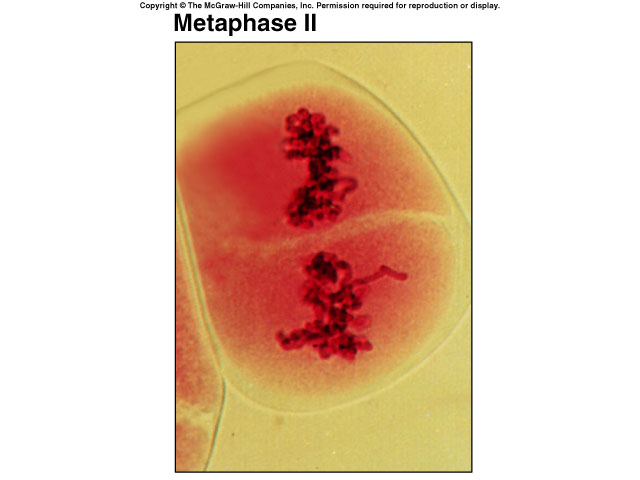 Copyright © The McGraw-Hill Companies, Inc. Permission required for reproduction or display.
Metaphase II